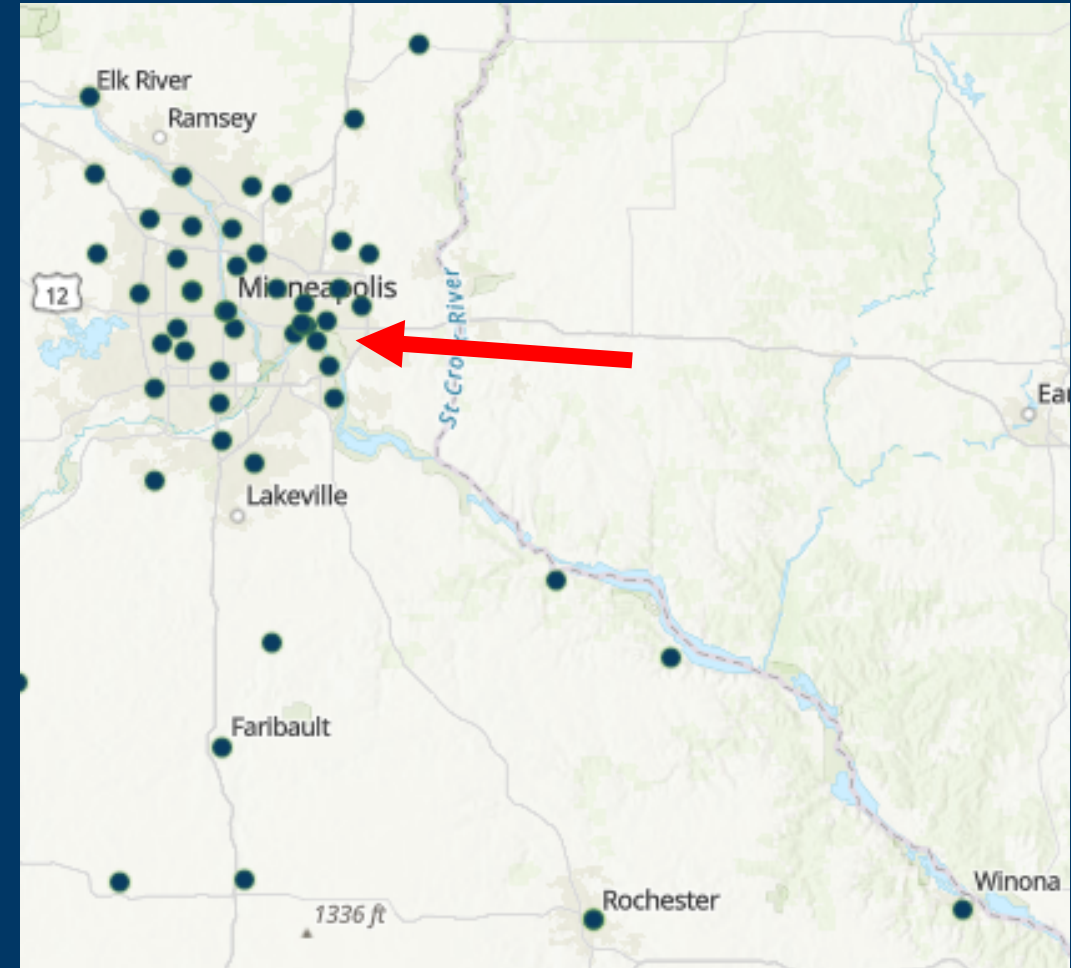 Elk River
Ramsey
Minneapolis
12
St Croix River
Eau
Lakeville
Faribault
Winona
Rochester
1336 ft